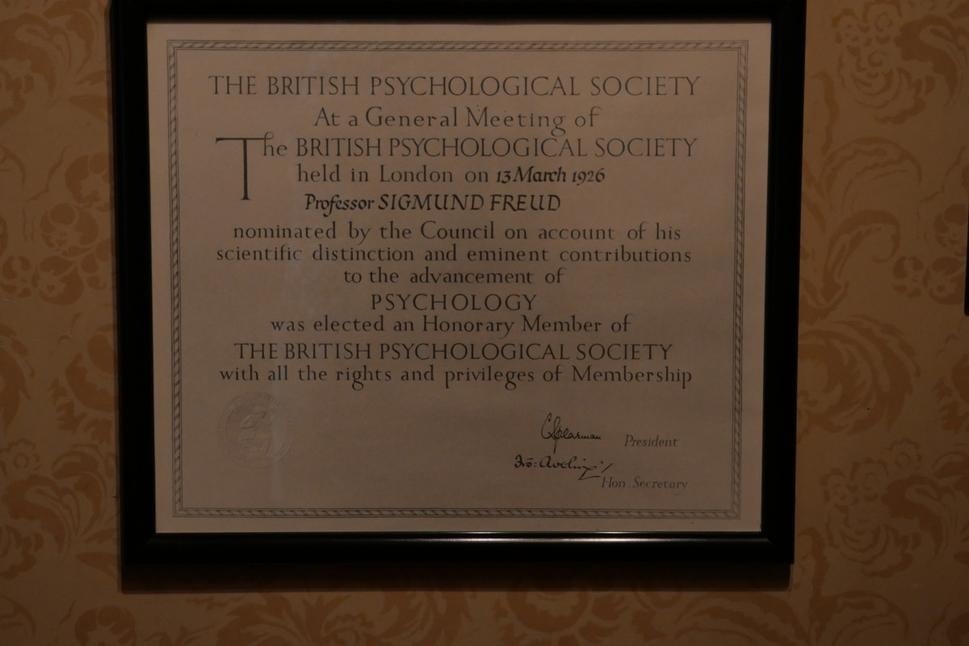 THE BRITISH PSYCHOLOGICAL SOCIETY
At a General Meeting of
The BRITISH PSYCHOLOGICAL SOCIETY
held in London on 13 March 1926
Professor SIGMUND FREUD
nominated by the Council on account of his
scientific distinction and eminent contributions
to the advancement of
PSYCHOLOGY
was elected an Honorary Member of
THE BRITISH PSYCHOLOGICAL SOCIETY
with all the rights and privileges of Membership
CSpearman President
Frs: Aveling
Hon. Secretary